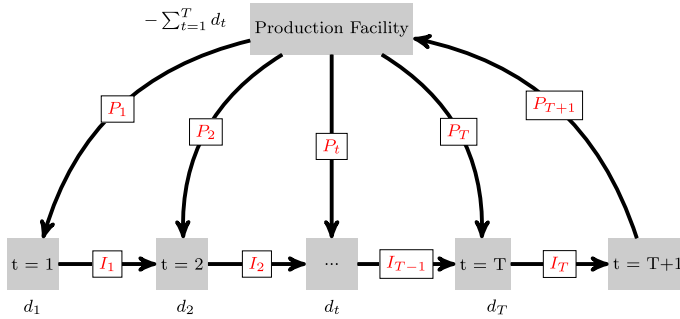 − ∑_{t=1}^{T} d_t
Production Facility
P_1
P_2
P_t
P_T
P_{T+1}
t = 1
I_1
t = 2
I_2
...
I_{T−1}
t = T
I_T
t = T+1
d_1
d_2
d_t
d_T